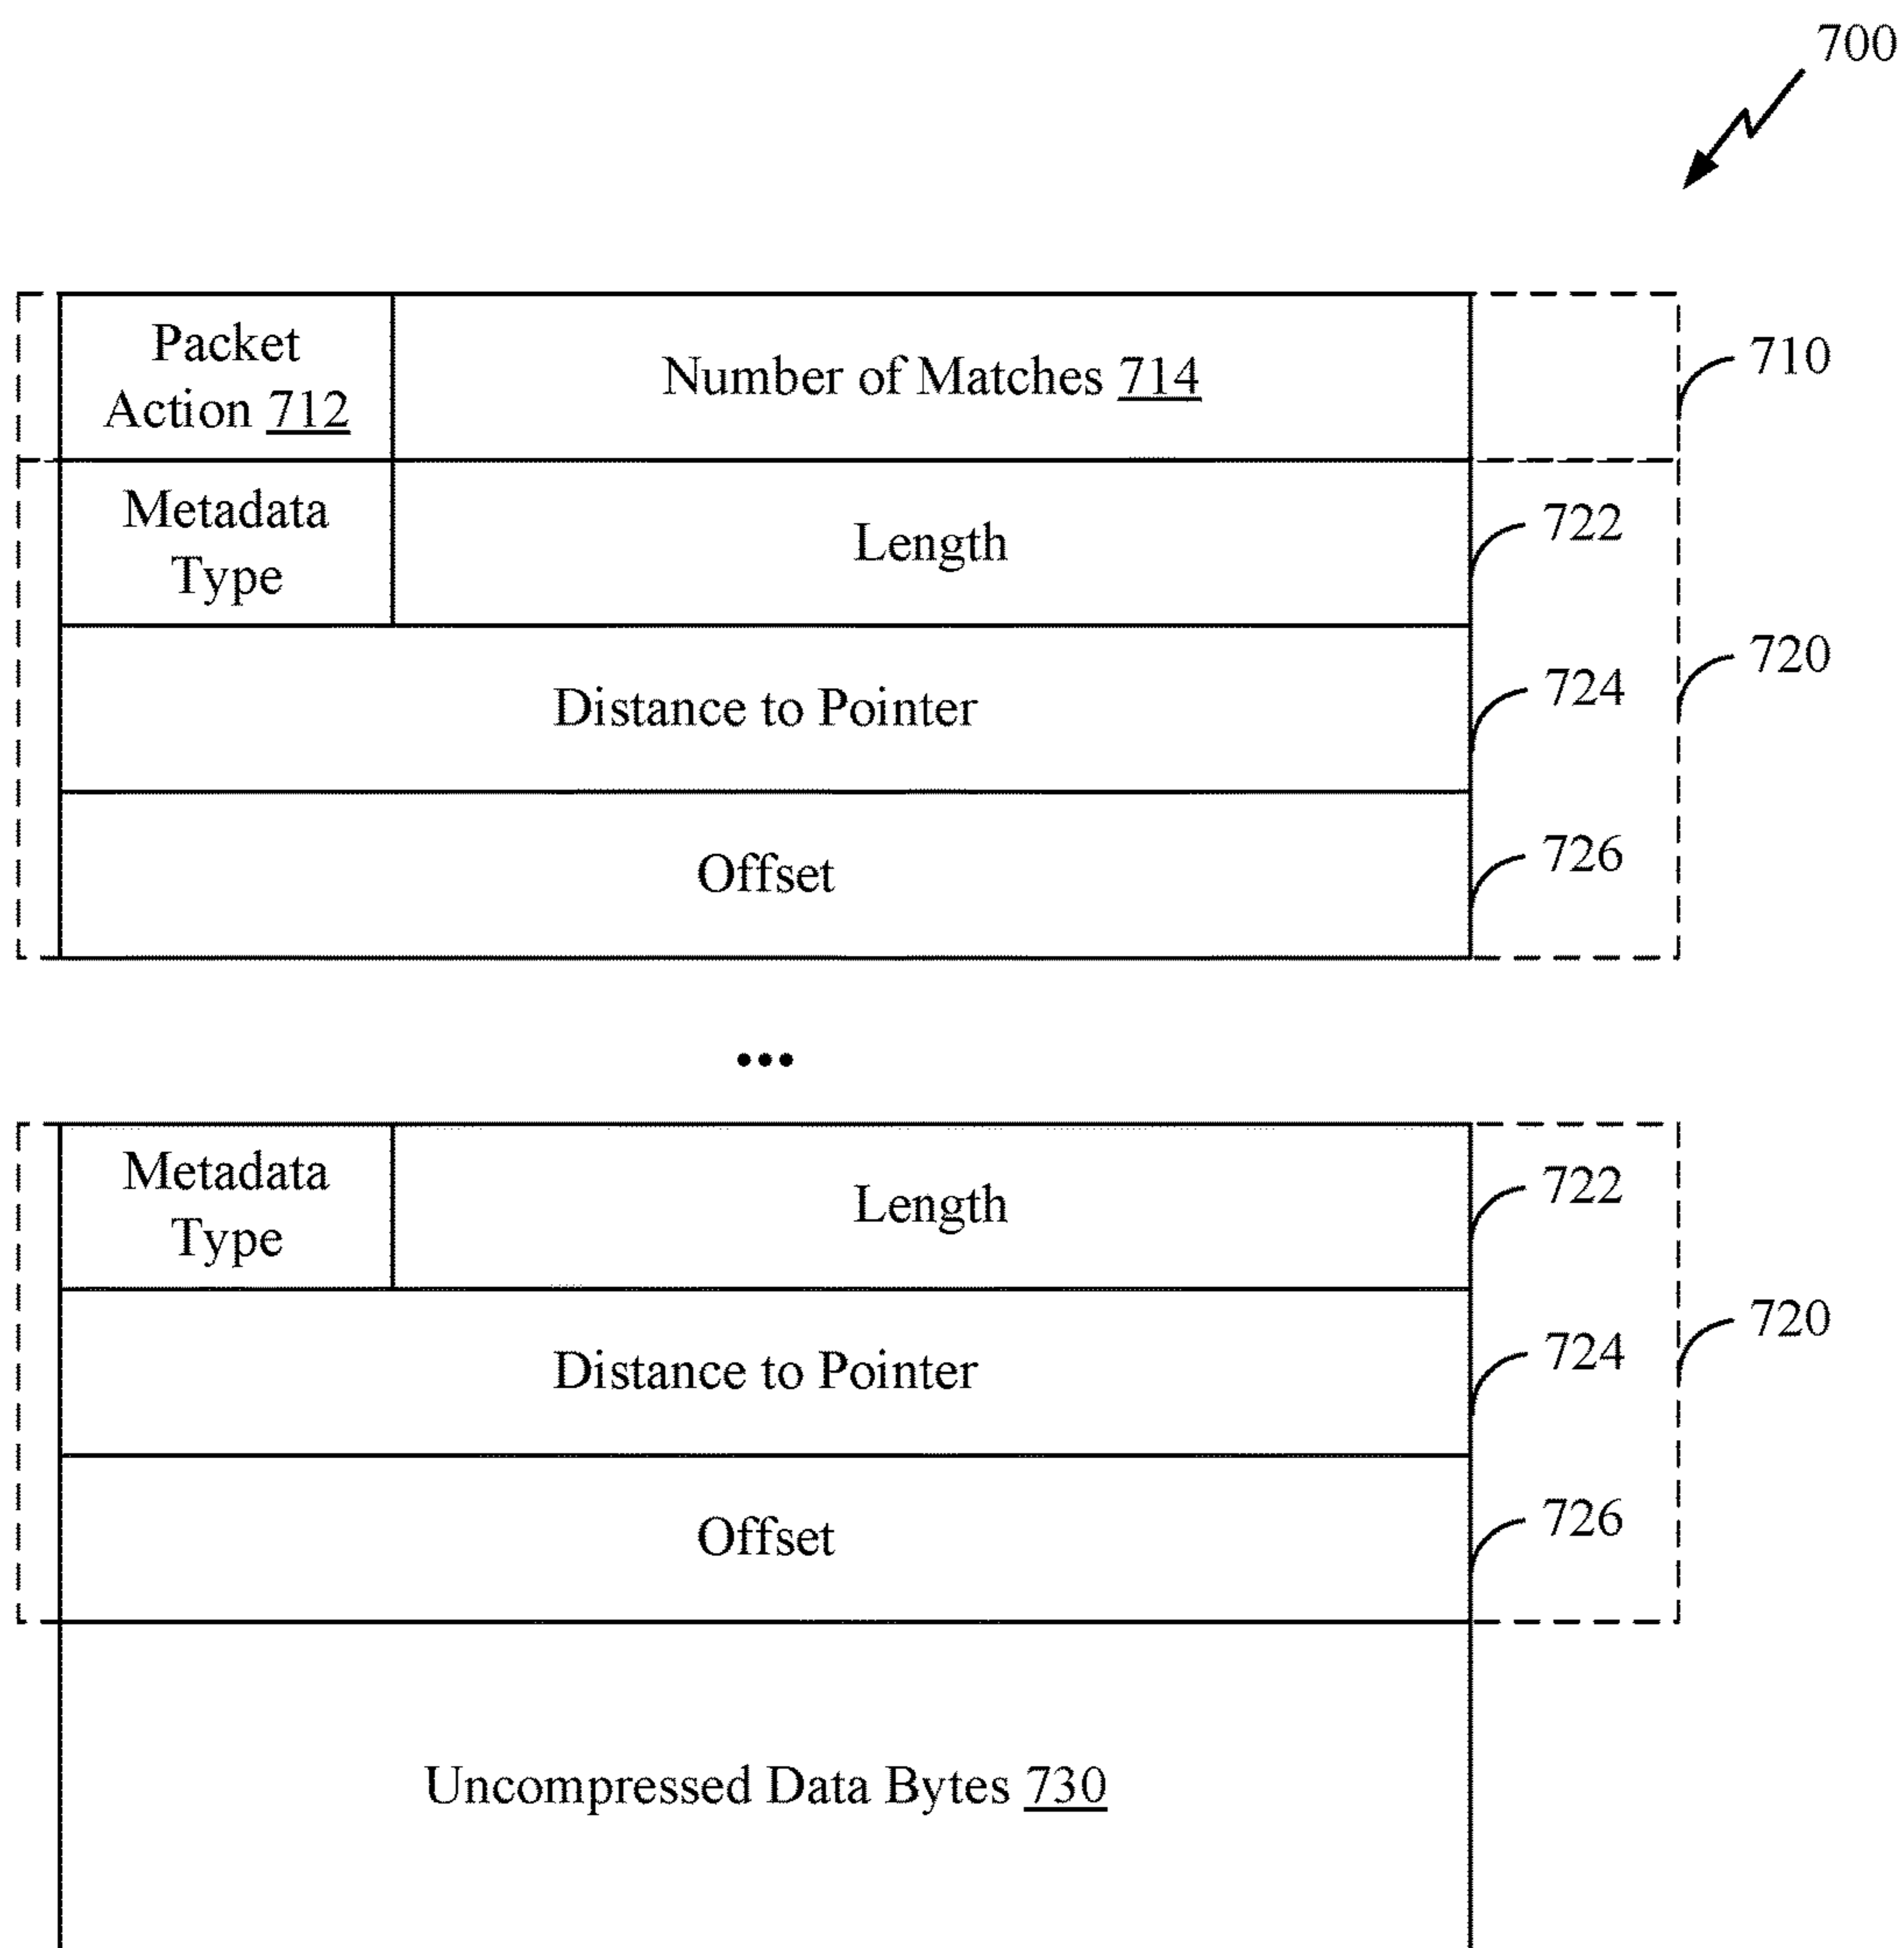 700
Packet
Action 712
Number of Matches 714
710
Metadata
Type
Length
722
Distance to Pointer
724
720
Offset
726
...
Metadata
Type
Length
722
Distance to Pointer
724
720
Offset
726
Uncompressed Data Bytes 730